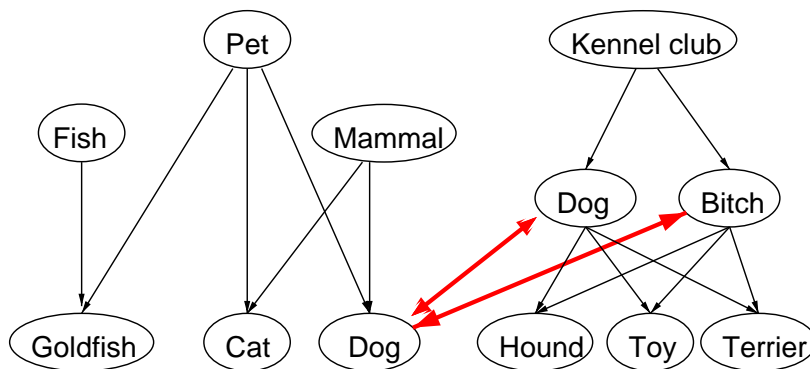 Pet
Kennel club
Fish
Mammal
Dog
Bitch
Goldfish
Cat
Dog
Hound
Toy
Terrier